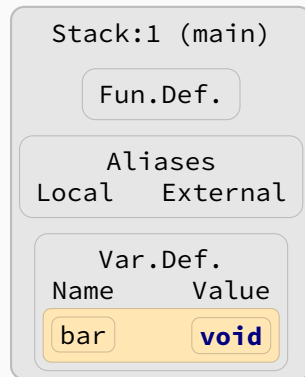 Stack:1 (main)
Fun.Def.
Aliases
Local External
Var.Def.
Name Value
bar void